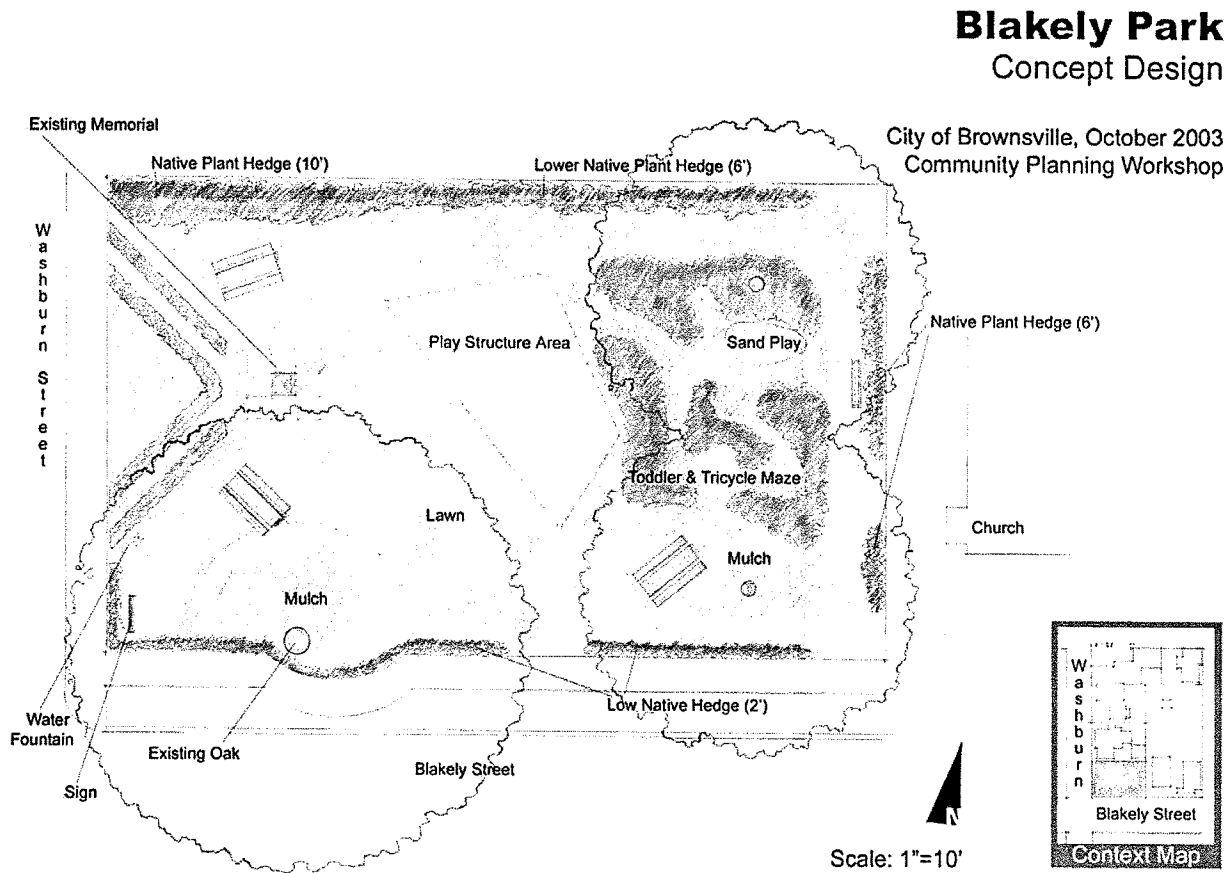 Blakely Park
Concept Design
City of Brownsville, October 2003
Community Planning Workshop
Existing Memorial
Native Plant Hedge (10')
Lower Native Plant Hedge (6')
Washburn Street
Play Structure Area
Sand Play
Native Plant Hedge (6')
Toddler & Tricycle Maze
Lawn
Church
Mulch
Mulch
Low Native Hedge (2')
Water
Fountain
Existing Oak
Blakely Street
Sign
N
Scale: 1"=10'
Washburn
Blakely Street
Context Map